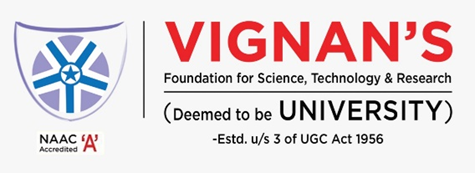 VIGNAN'S
Foundation for Science, Technology & Research
(Deemed to be UNIVERSITY)
-Estd. u/s 3 of UGC Act 1956
NAAC 'A'
Accredited